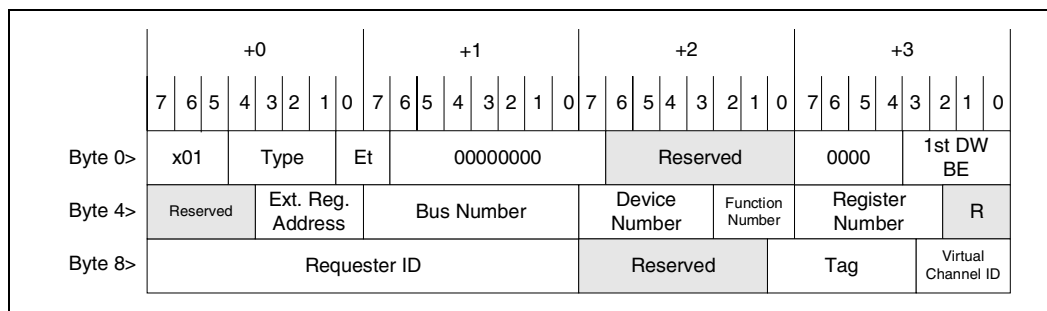 +0 +1 +2 +3
7 6 5 4 3 2 1 0 7 6 5 4 3 2 1 0 7 6 5 4 3 2 1 0 7 6 5 4 3 2 1 0
Byte 0> x01 Type Et 00000000 Reserved 0000 1st DW BE
Byte 4> Reserved Ext. Reg. Address Bus Number Device Number Function Number Register Number R
Byte 8> Requester ID Reserved Tag Virtual Channel ID